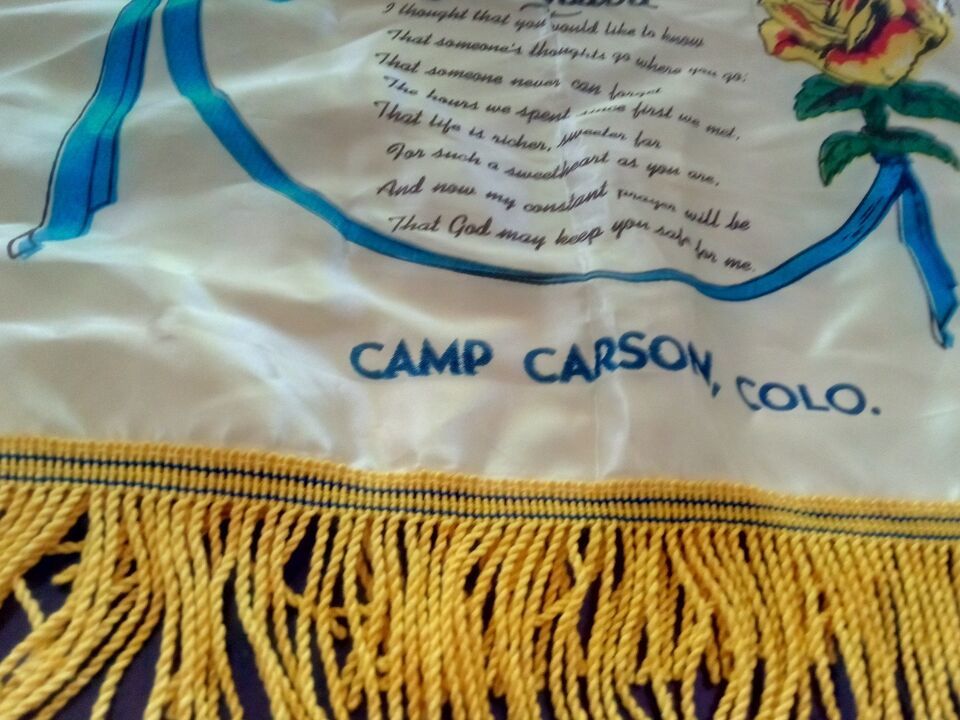 I thought that you would like to know
That someone's thoughts go where you go;
That someone never can forget
The hours we spent since first we met,
That life is richer, sweeter far
For such a sweetheart as you are,
And now my constant prayer will be
That God may keep you safe for me.
CAMP CARSON, COLO.